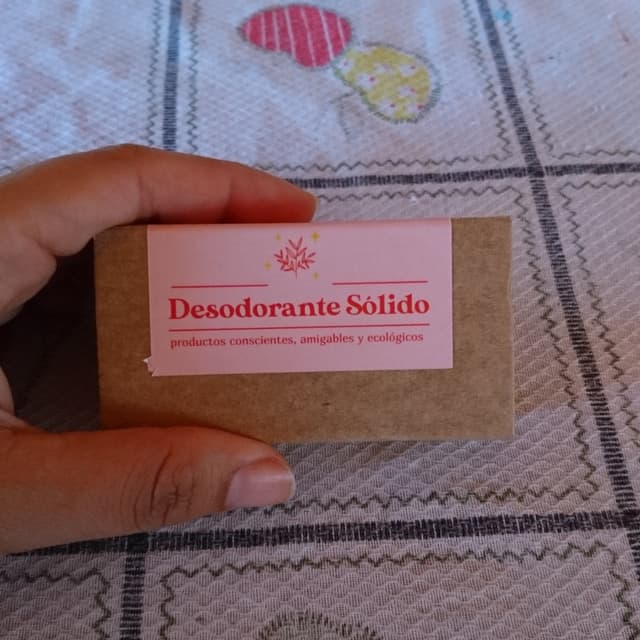 Desodorante Sólido
productos conscientes, amigables y ecológicos